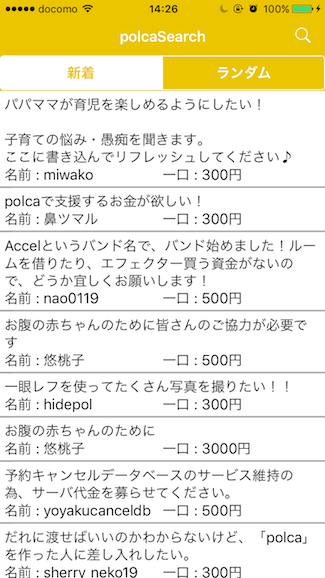 docomo 14:26 100%
polcaSearch
新着 ランダム
パパママが育児を楽しめるようにしたい！
子育ての悩み・愚痴を聞きます。
ここに書き込んでリフレッシュしてください♪
名前 : miwako 一口 : 300円
polcaで支援するお金が欲しい！
名前 : 鼻ツマル 一口 : 300円
Accelというバンド名で、バンド始めました！ルー
ムを借りたり、エフェクター買う資金がないの
で、どうか宜しくお願いします！
名前 : nao0119 一口 : 500円
お腹の赤ちゃんのために皆さんのご協力が必要で
す
名前 : 悠桃子 一口 : 500円
一眼レフを使ってたくさん写真を撮りたい！！
名前 : hidepol 一口 : 300円
お腹の赤ちゃんのために
名前 : 悠桃子 一口 : 3000円
予約キャンセルデータベースのサービス維持の
為、サーバ代金を募らせてください。
名前 : yoyakucanceldb 一口 : 500円
だれに渡せばいいのかわからないけど、「polca」
を作った人に差し入れしたい。
名前 : sherry_neko19 一口 : 300円